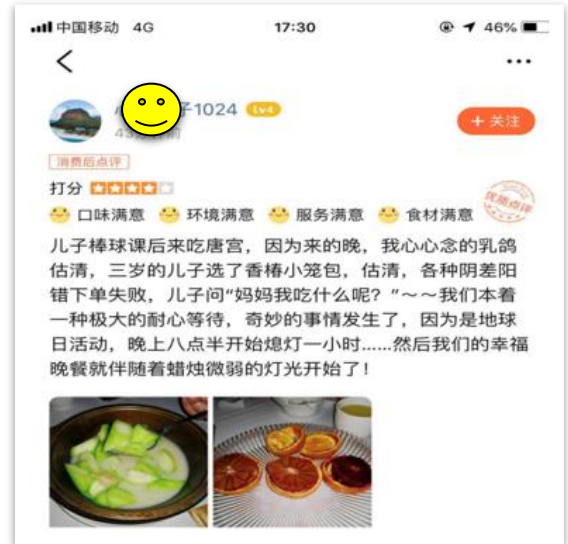 中国移动 4G 17:30 46%
子1024 Lv4
+ 关注
消费后点评
打分
优质点评
口味满意 环境满意 服务满意 食材满意
儿子棒球课后来吃唐宫，因为来的晚，我心心念的乳鸽
估清，三岁的儿子选了香椿小笼包，估清，各种阴差阳
错下单失败，儿子问“妈妈我吃什么呢？”～～我们本着
一种极大的耐心等待，奇妙的事情发生了，因为是地球
日活动，晚上八点半开始熄灯一小时……然后我们的幸福
晚餐就伴随着蜡烛微弱的灯光开始了！